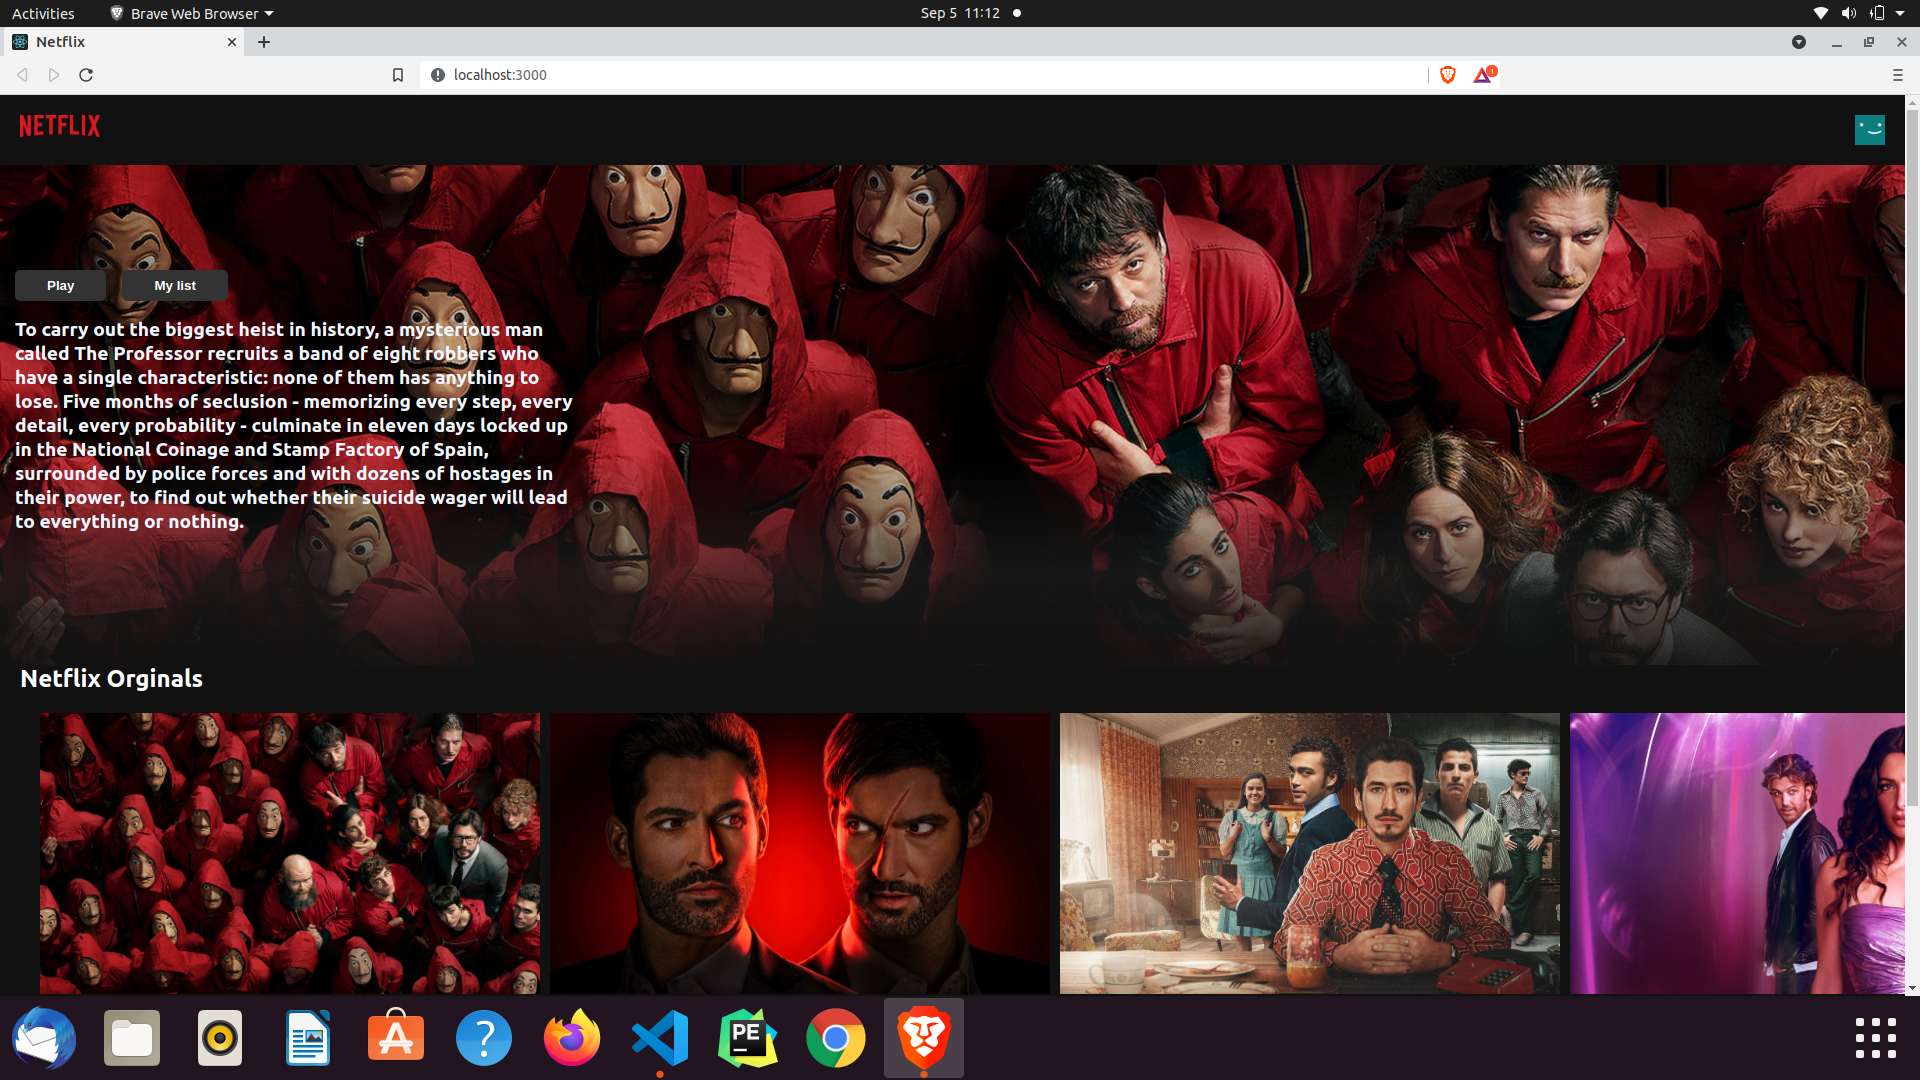 Activities
Brave Web Browser
Sep 5 11:12
Netflix
localhost:3000
1
NETFLIX
Play
My list
To carry out the biggest heist in history, a mysterious man
called The Professor recruits a band of eight robbers who
have a single characteristic: none of them has anything to
lose. Five months of seclusion - memorizing every step, every
detail, every probability - culminate in eleven days locked up
in the National Coinage and Stamp Factory of Spain,
surrounded by police forces and with dozens of hostages in
their power, to find out whether their suicide wager will lead
to everything or nothing.
Netflix Orginals
?
PE